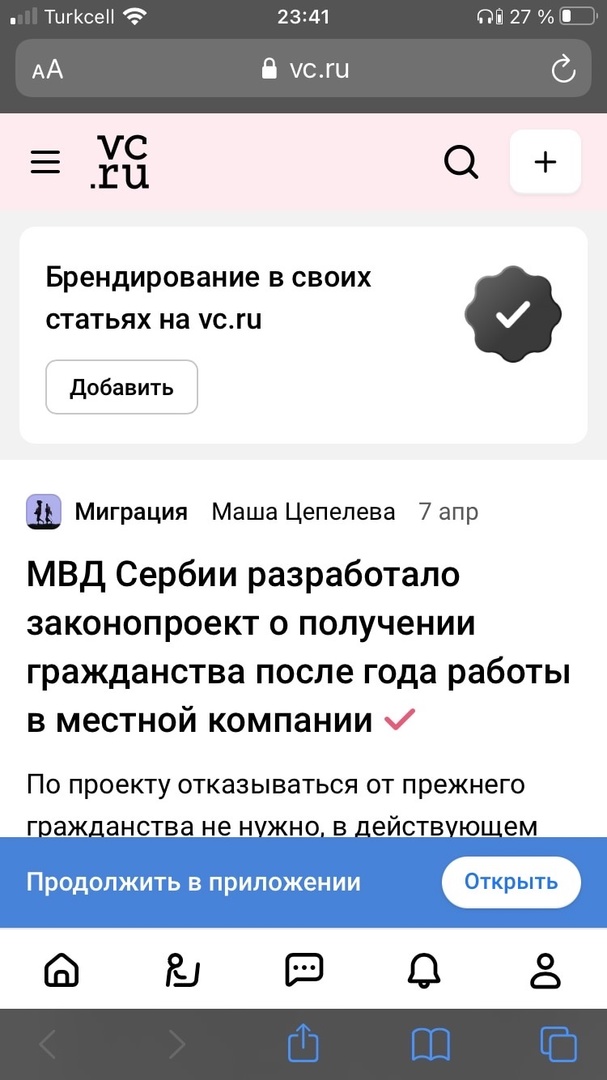 Turkcell 23:41 27 %
AA vc.ru
vc
.ru
Брендирование в своих
статьях на vc.ru
Добавить
Миграция Маша Цепелева 7 апр
МВД Сербии разработало
законопроект о получении
гражданства после года работы
в местной компании
По проекту отказываться от прежнего
гражданства не нужно, в действующем
Продолжить в приложении Открыть